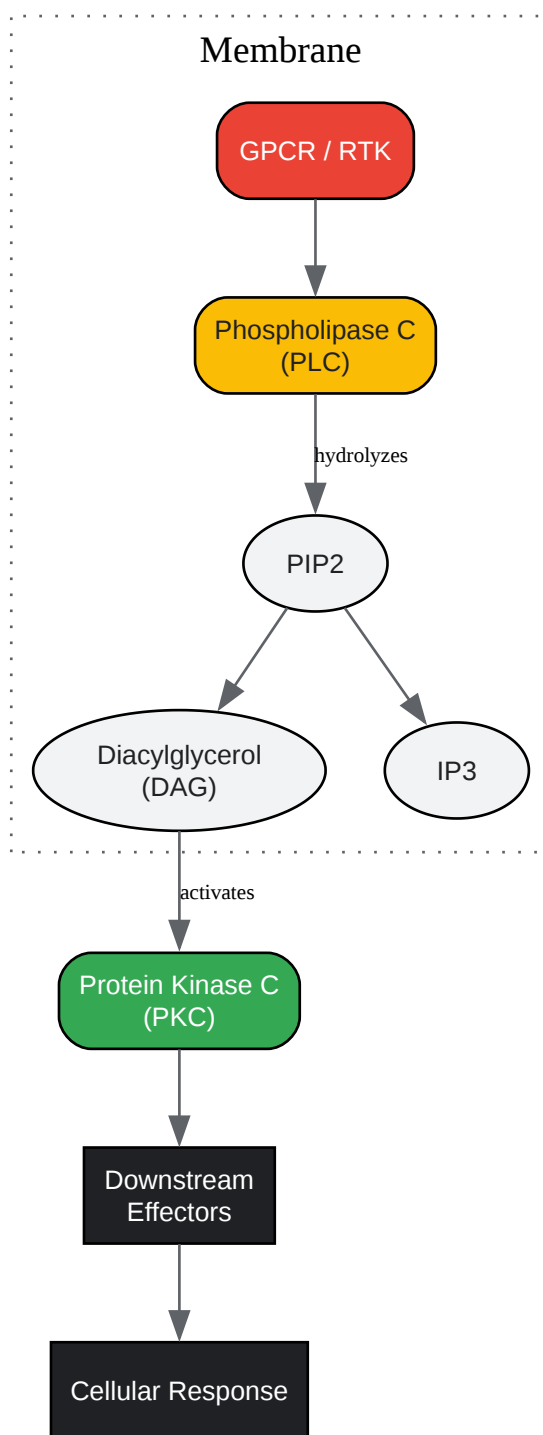 Membrane
GPCR / RTK
Phospholipase C
(PLC)
hydrolyzes
PIP2
Diacylglycerol
(DAG)
IP3
activates
Protein Kinase C
(PKC)
Downstream
Effectors
Cellular Response